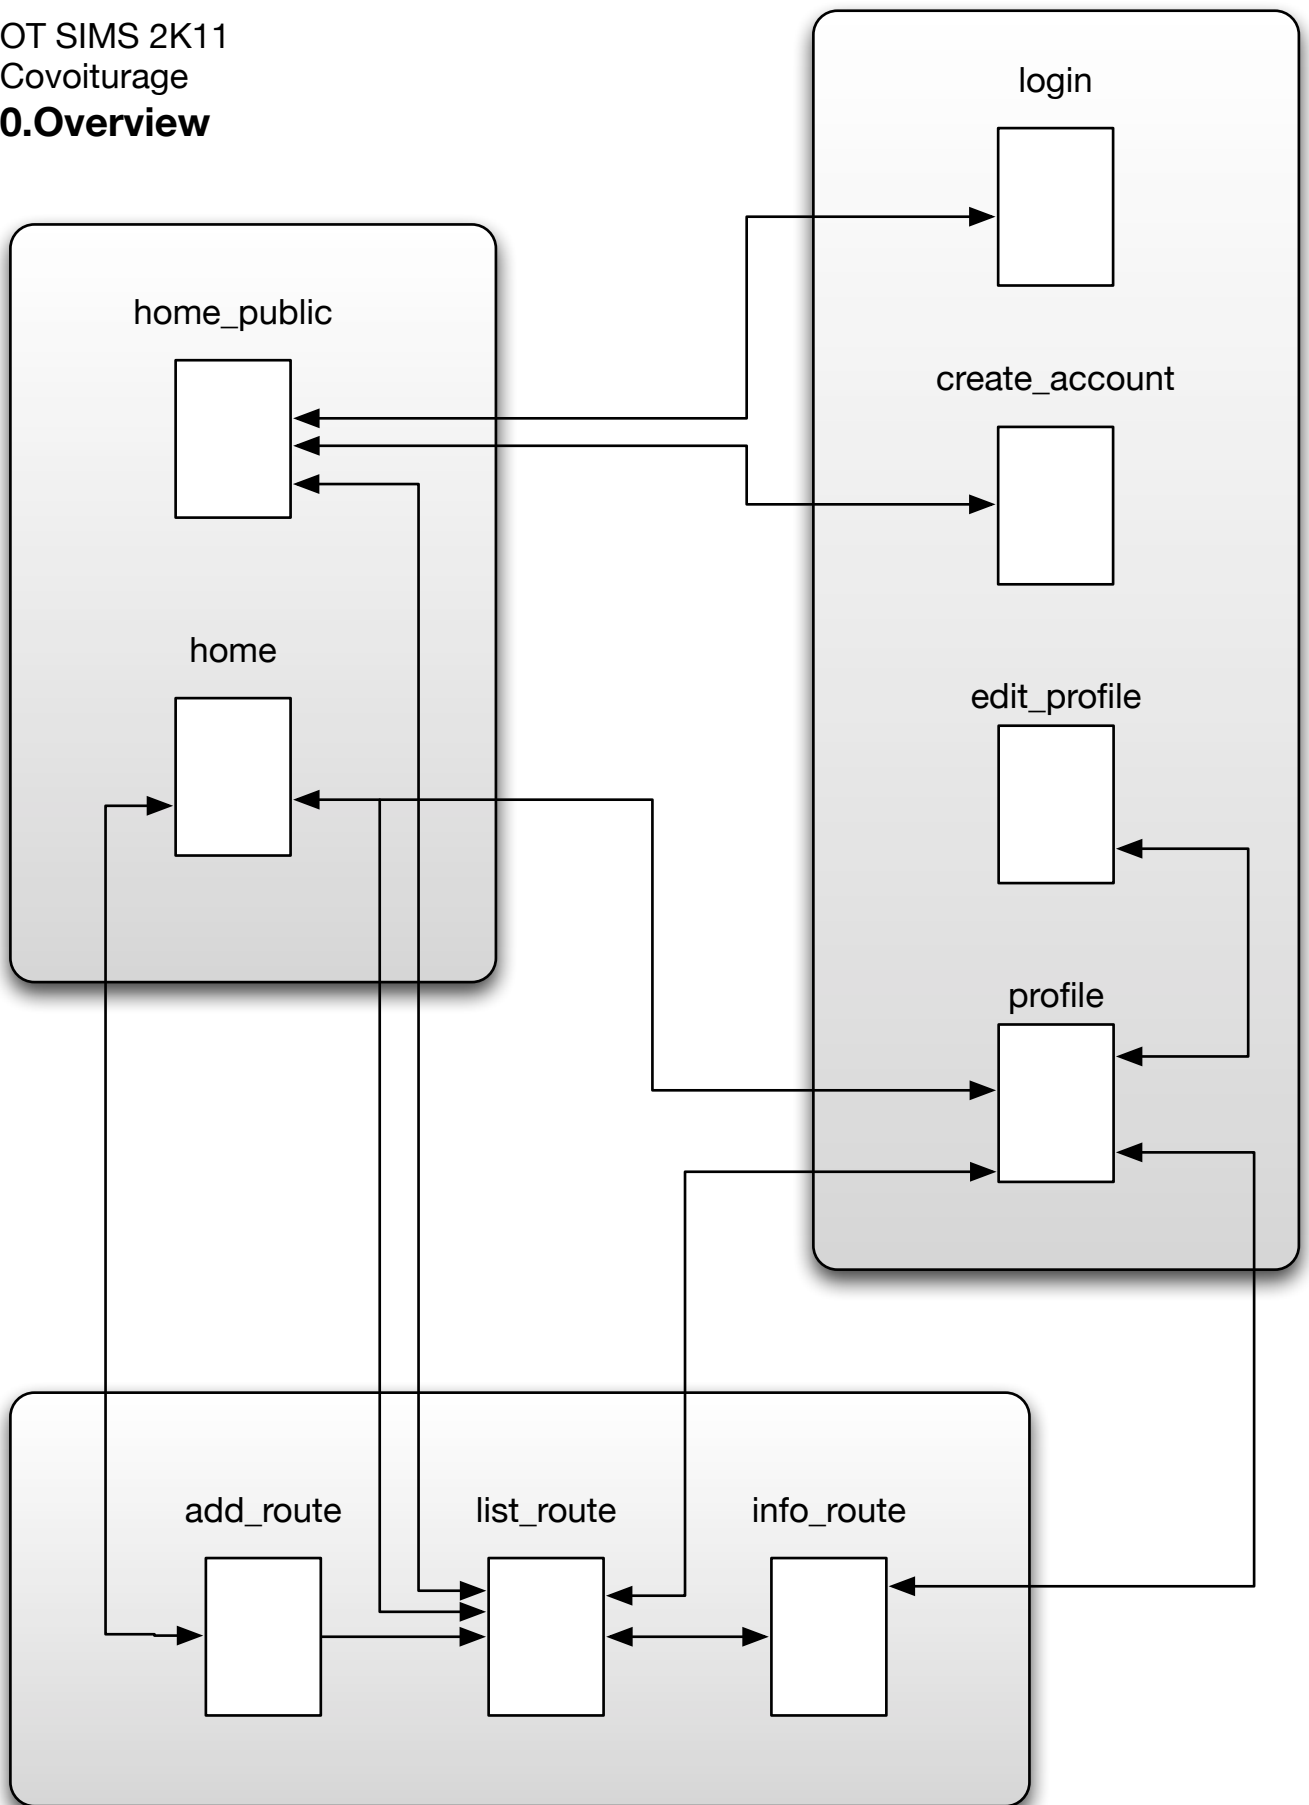 OT SIMS 2K11
Covoiturage
0.Overview
login
home_public
create_account
home
edit_profile
profile
add_route
list_route
info_route